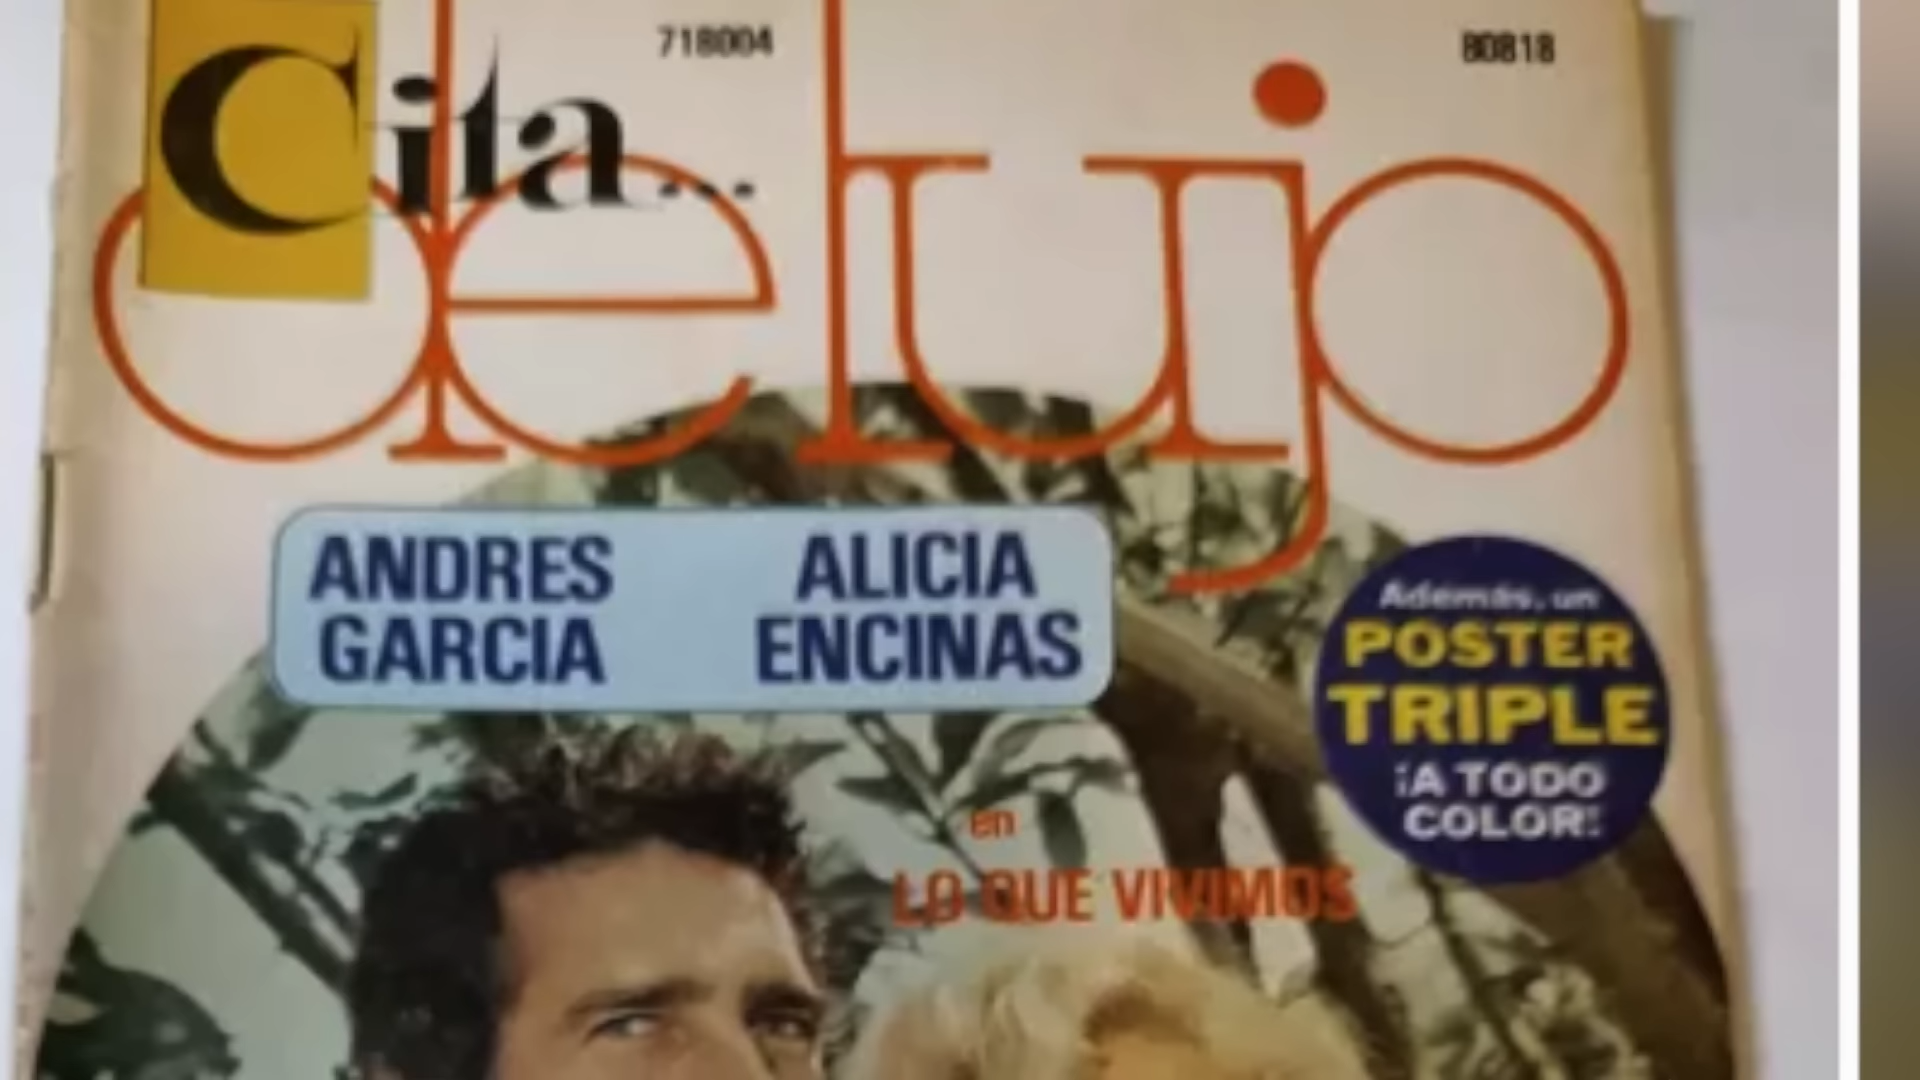 718004
80818
Cita...
de lujo
ANDRES ALICIA
GARCIA ENCINAS
Además, un
POSTER
TRIPLE
¡A TODO
COLOR!
en
LO QUE VIVIMOS